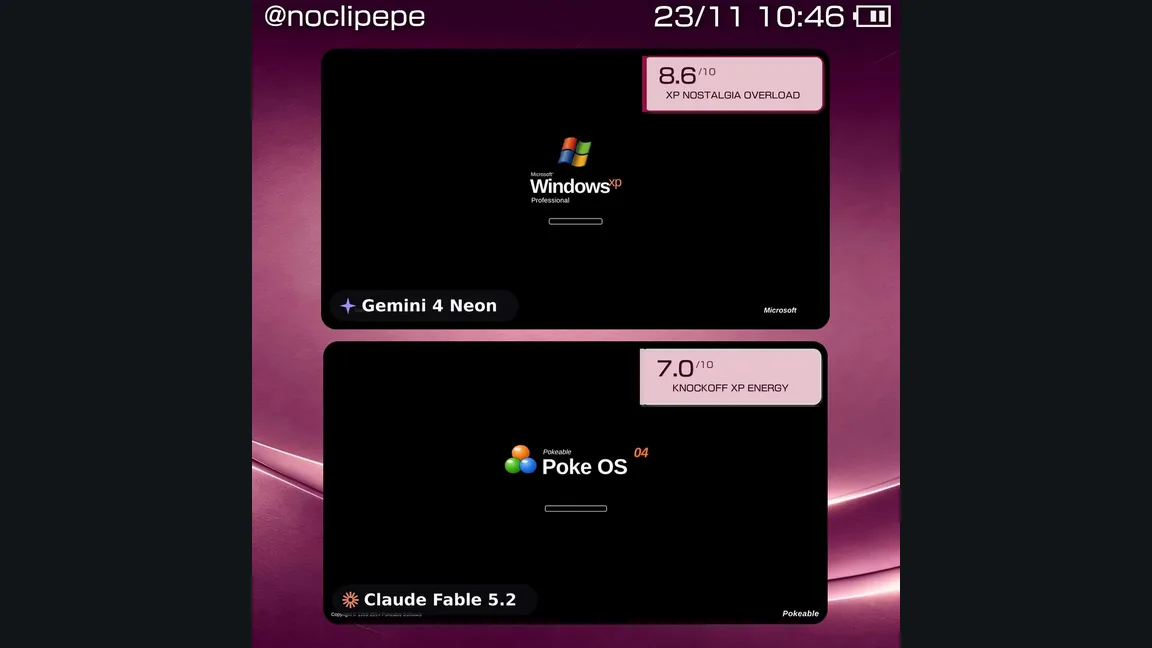 @noclipepe
23/11 10:46
8.6/10
XP NOSTALGIA OVERLOAD
Microsoft
Windows xp
Professional
Gemini 4 Neon
Microsoft
7.0/10
KNOCKOFF XP ENERGY
Pokeable
Poke OS 04
Claude Fable 5.2
Pokeable